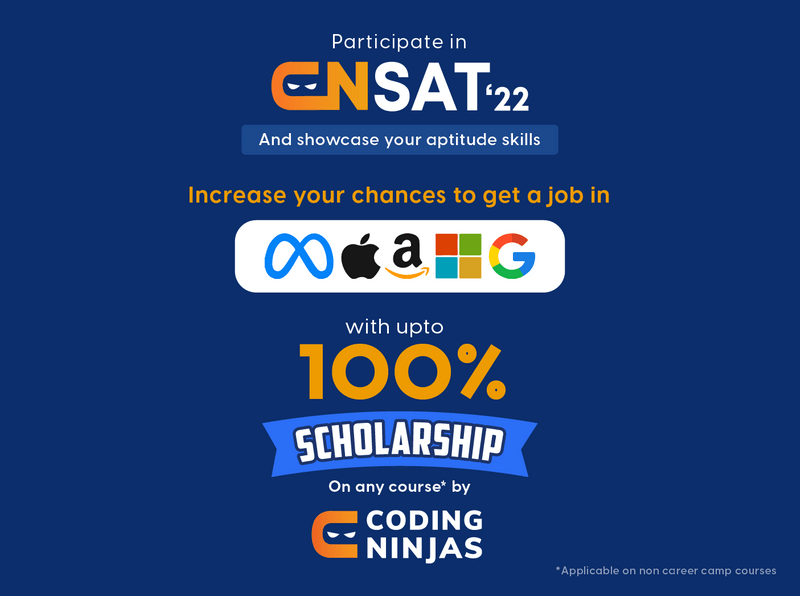 Participate in
CNSAT'22
And showcase your aptitude skills
Increase your chances to get a job in
a
G
with upto
100%
SCHOLARSHIP
On any course* by
CODING
NINJAS
*Applicable on non career camp courses